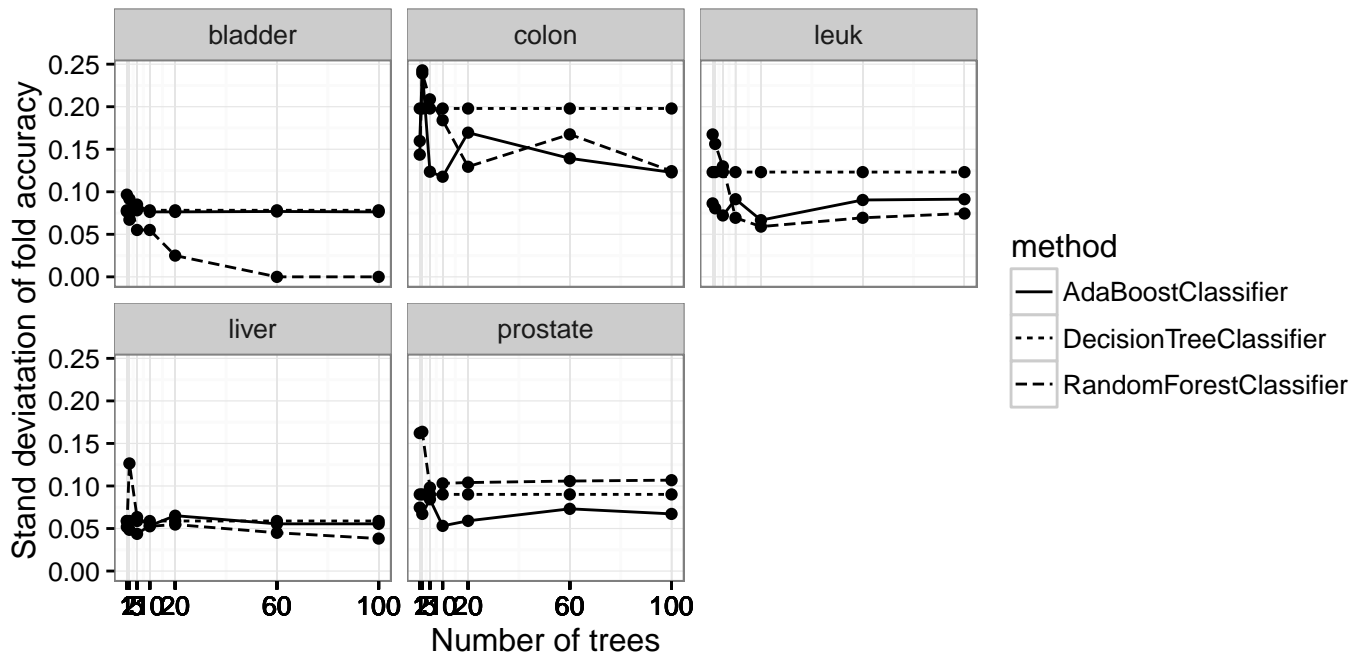 bladder
colon
leuk
0.25
0.20
0.15
0.10
0.05
0.00
liver
prostate
0.25
0.20
0.15
0.10
0.05
0.00
Stand deviatation of fold accuracy
20 60 100
20 60 100
Number of trees
method
AdaBoostClassifier
DecisionTreeClassifier
RandomForestClassifier